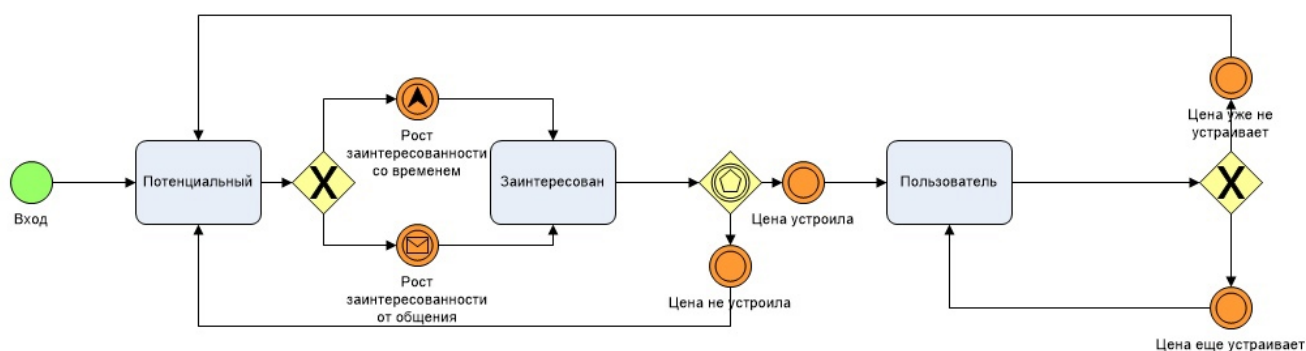 Вход
Потенциальный
Рост
заинтересованности
со временем
Рост
заинтересованности
от общения
Заинтересован
Цена устроила
Цена не устроила
Пользователь
Цена уже не
устраивает
Цена еще устраивает